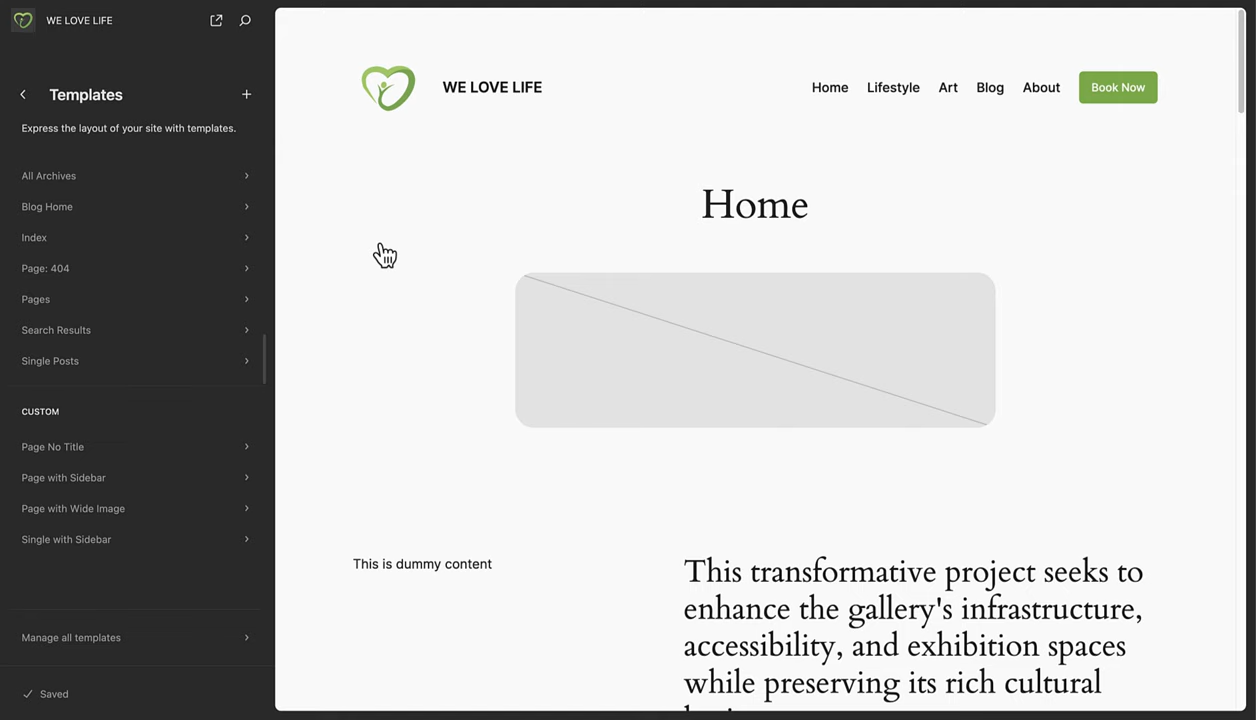 WE LOVE LIFE
Templates
Express the layout of your site with templates.
All Archives
Blog Home
Index
Page: 404
Pages
Search Results
Single Posts
CUSTOM
Page No Title
Page with Sidebar
Page with Wide Image
Single with Sidebar
Manage all templates
Saved
WE LOVE LIFE
Home Lifestyle Art Blog About Book Now
Home
This is dummy content
This transformative project seeks to
enhance the gallery's infrastructure,
accessibility, and exhibition spaces
while preserving its rich cultural